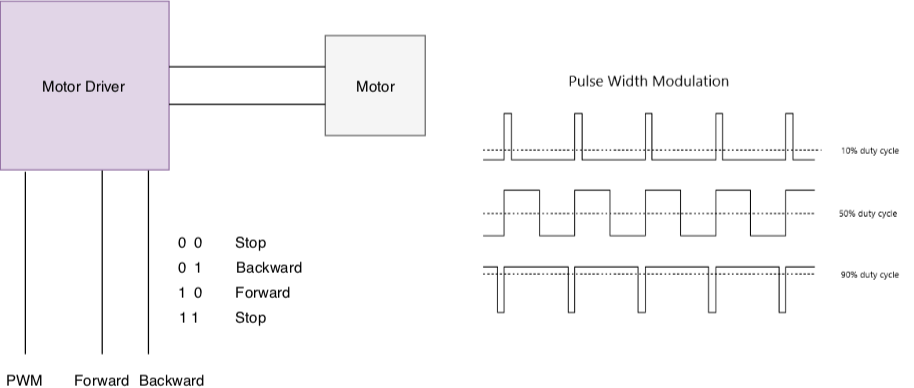 Motor Driver
Motor
0 0 Stop
0 1 Backward
1 0 Forward
1 1 Stop
PWM Forward Backward
Pulse Width Modulation
10% duty cycle
50% duty cycle
90% duty cycle